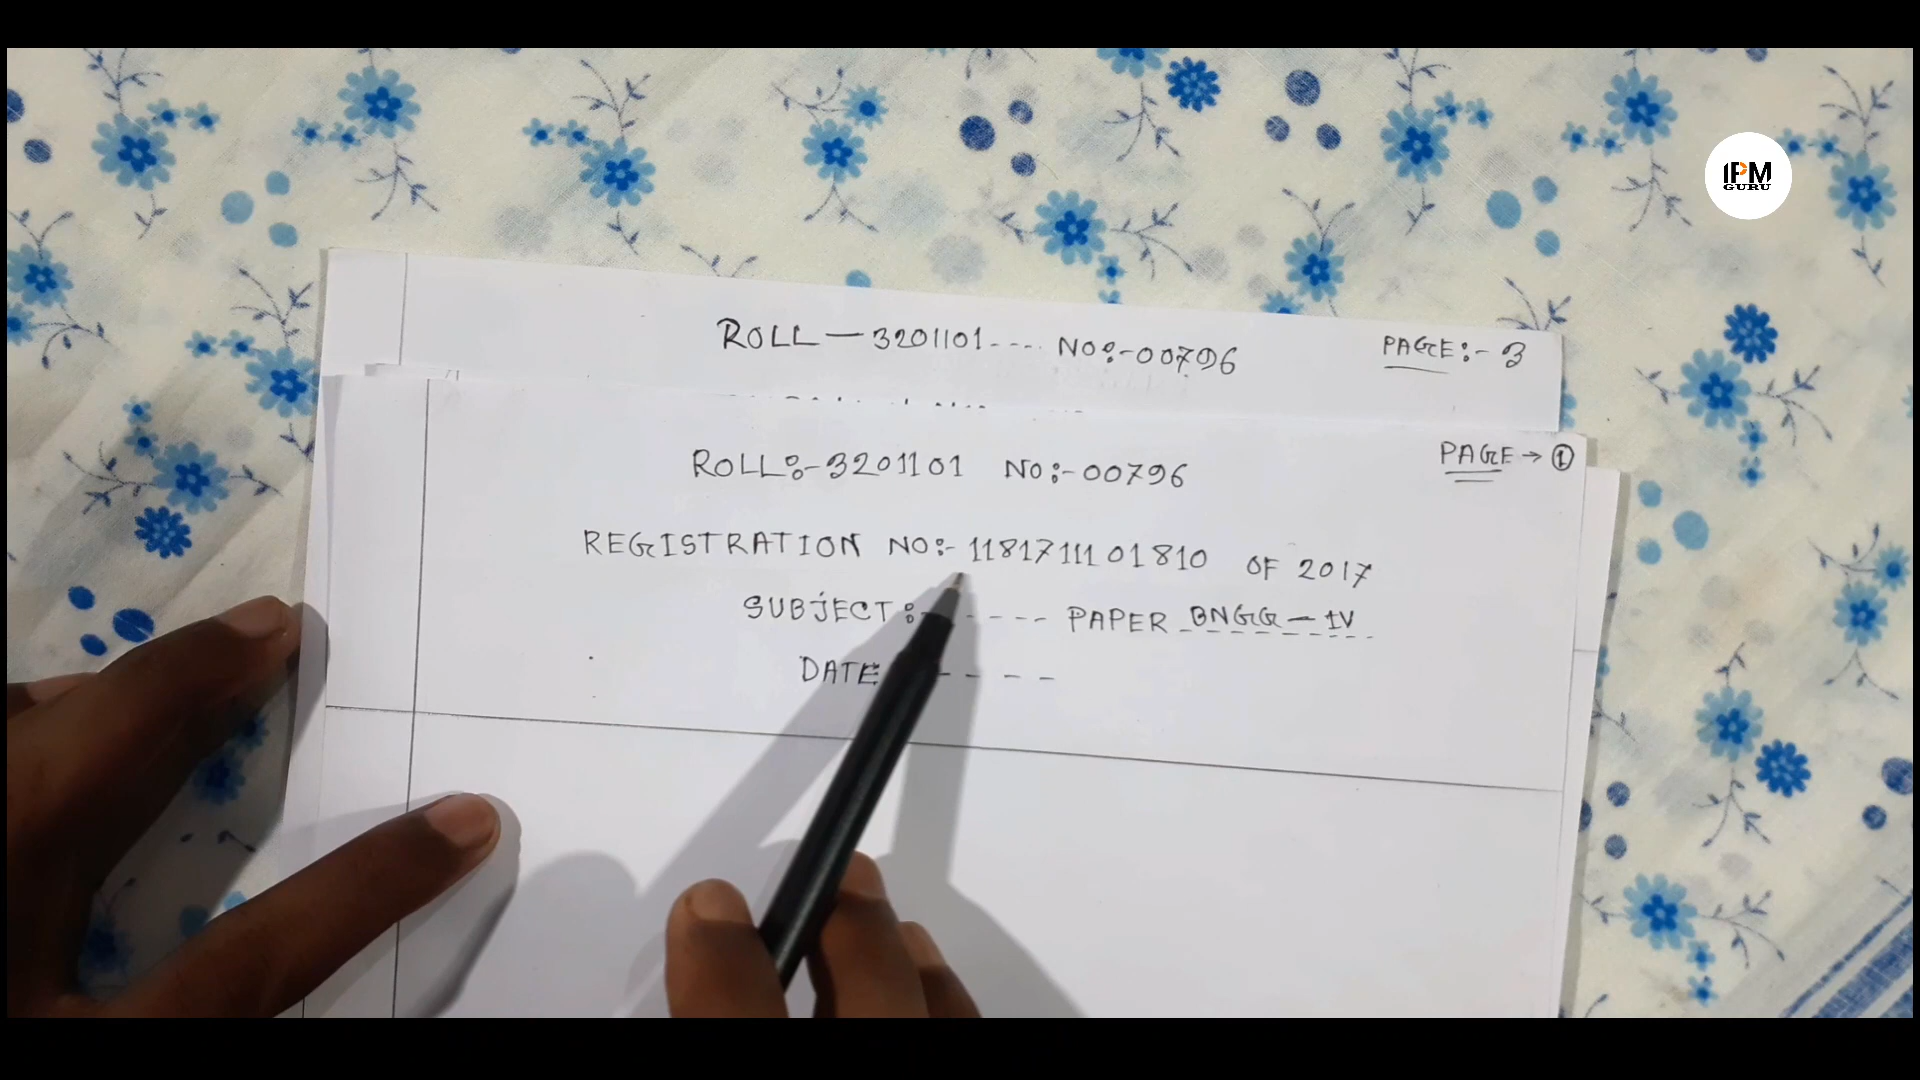 IPM
GURU
ROLL — 3201101---- NO:-00796 PAGE:- 3
ROLL:-3201101 NO:-00796 PAGE → 1
REGISTRATION NO:- 1181711101810 OF 2017
SUBJECT:------ PAPER BNGG - IV
DATE - - - -